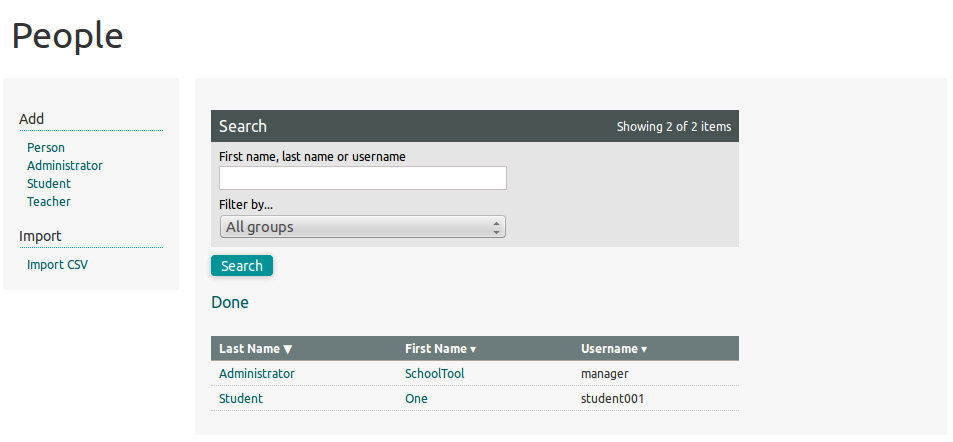 People
Add
Person
Administrator
Student
Teacher
Import
Import CSV
Search Showing 2 of 2 items
First name, last name or username
Filter by...
All groups
Search
Done
Last Name ▼ First Name ▾ Username ▾
Administrator SchoolTool manager
Student One student001